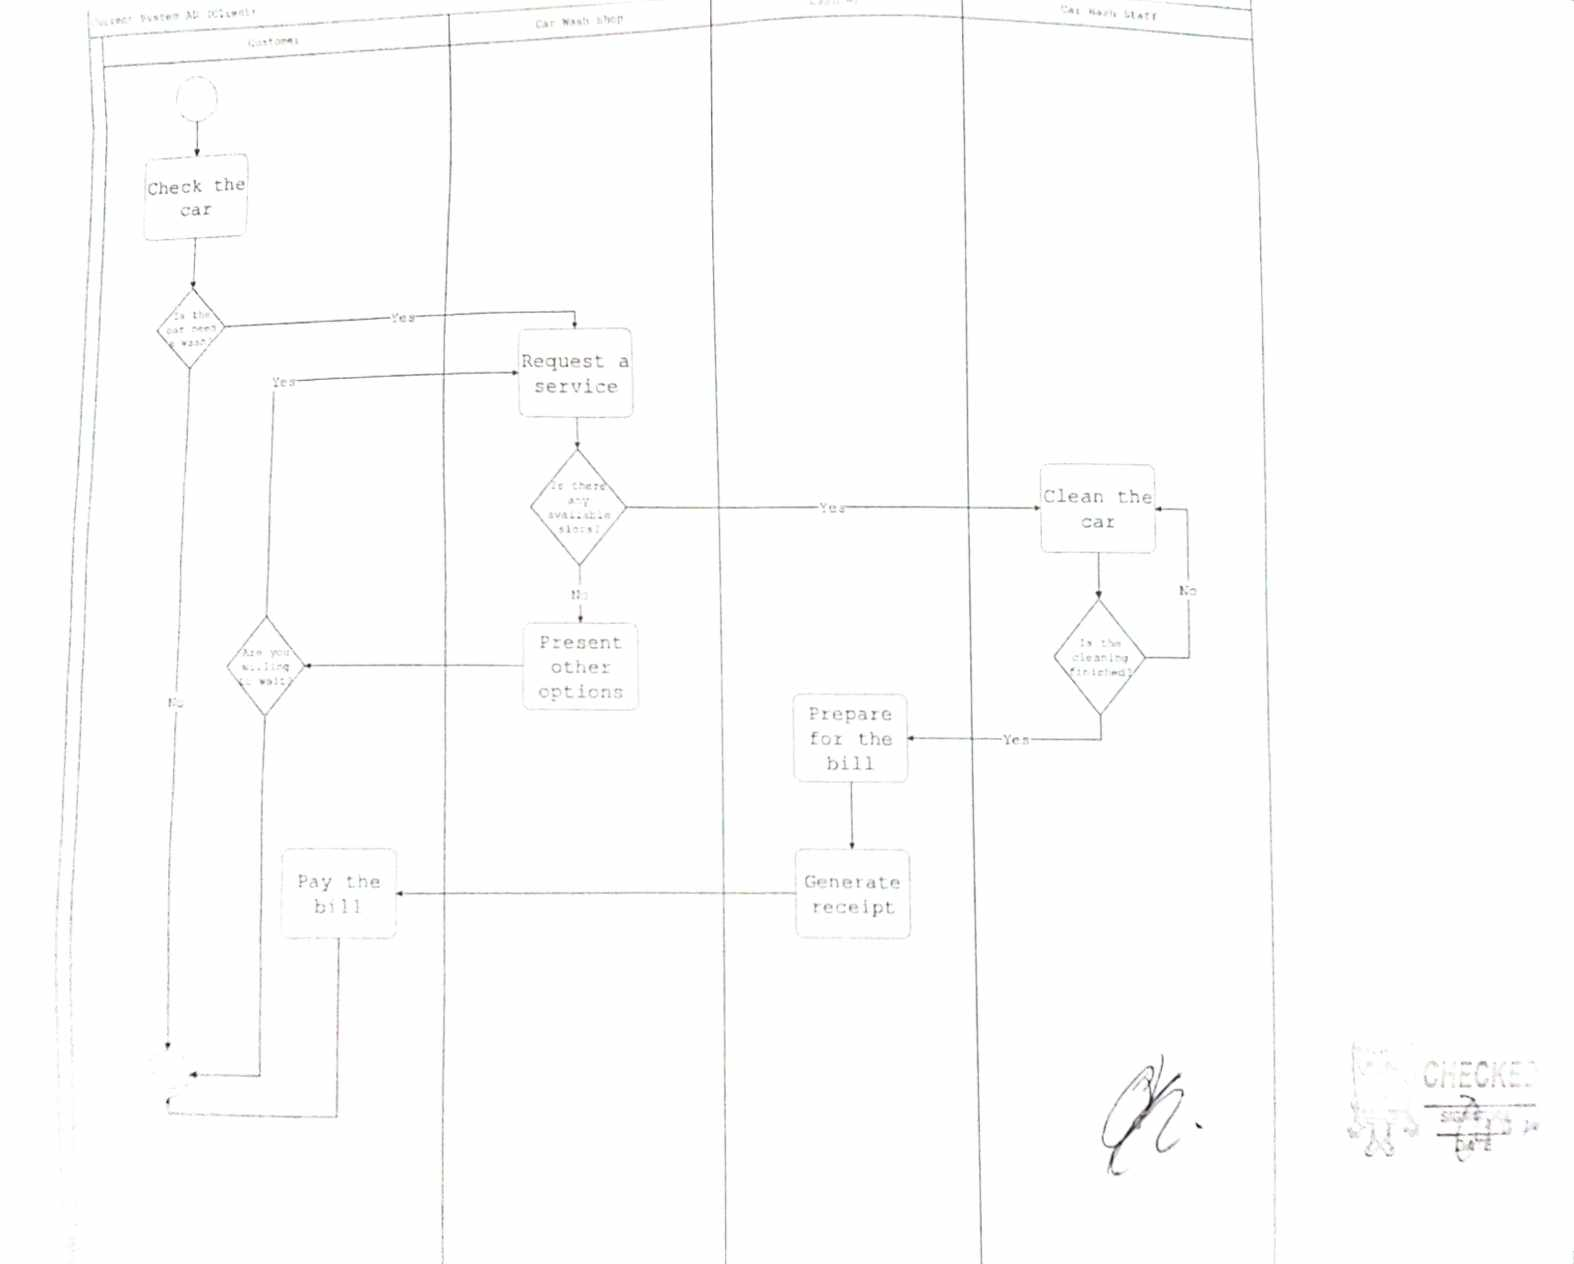 Current System AD (Client)
Customer
Car Wash Shop
Car Wash Staff
Check the
car
Is the
car need
a wash?
Yes
Request a
service
Yes
Is there
any
available
slots?
Yes
Clean the
car
No
No
Present
other
options
Are you
willing
to wait?
Is the
cleaning
finished?
No
Prepare
for the
bill
Yes
Pay the
bill
Generate
receipt
CHECKED
DATE